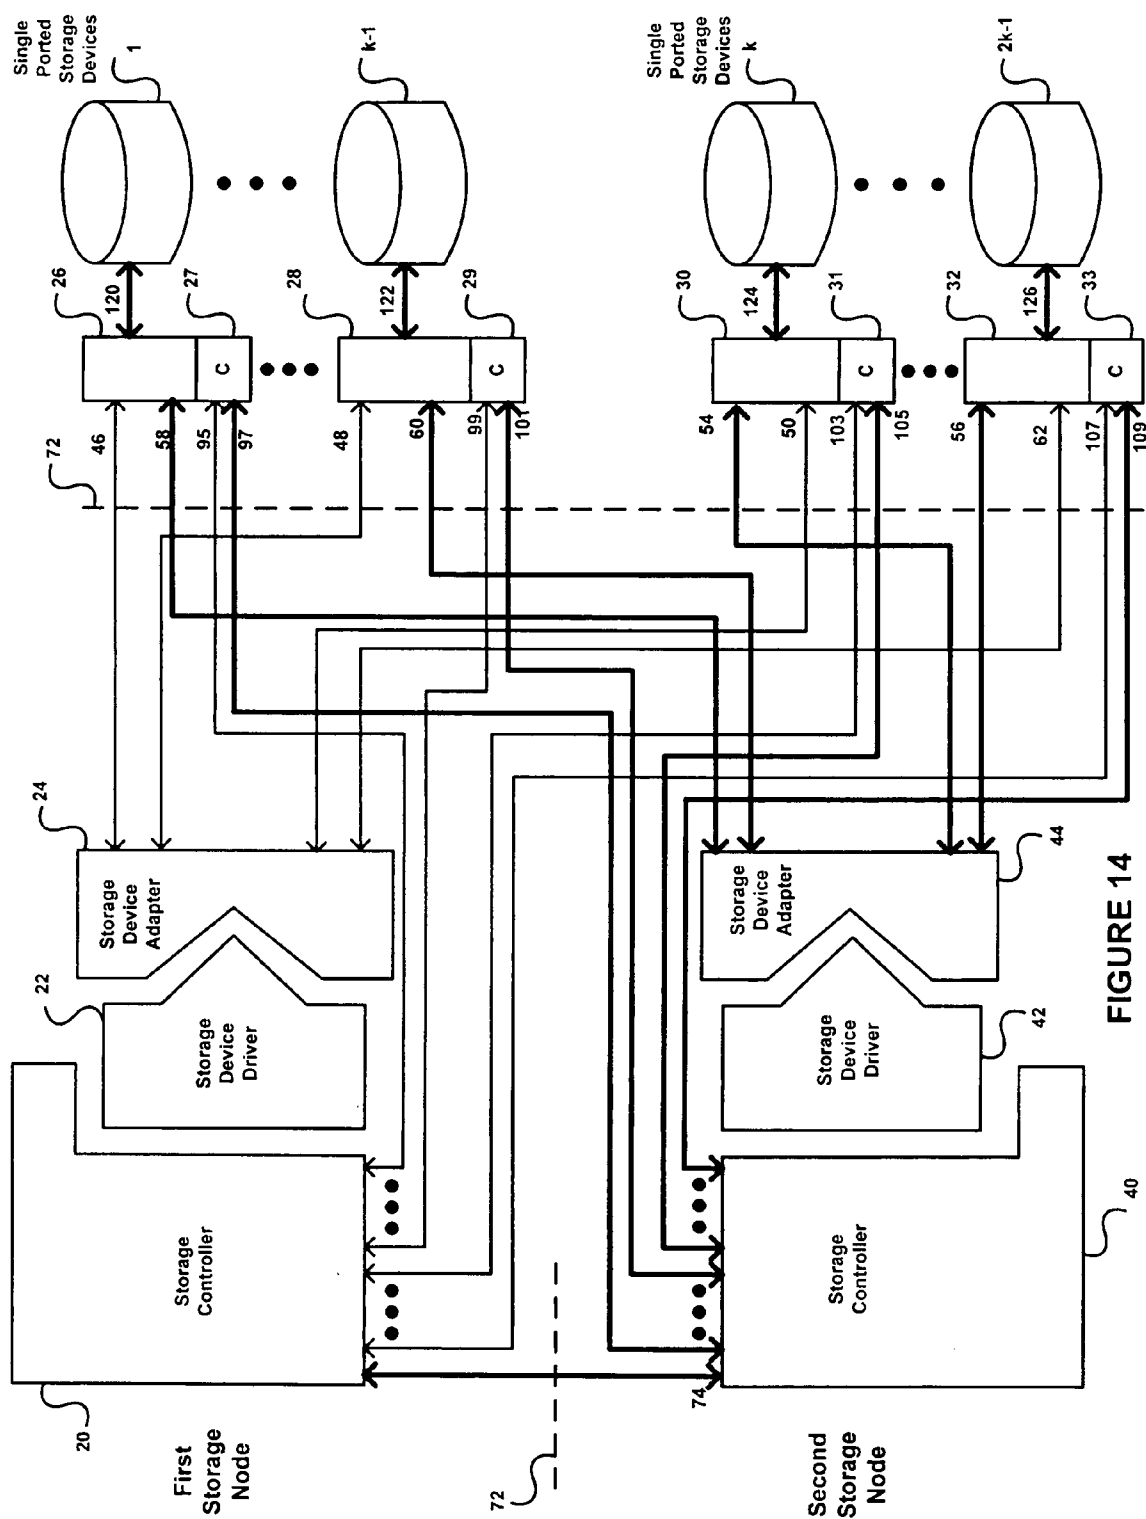 First
Storage
Node
20
Storage
Controller
22
Storage
Device
Driver
24
Storage
Device
Adapter
72
46
58
95
97
26
120
27
48
60
99
101
28
122
29
Single
Ported
Storage
Devices
1
k-1
72
74
Second
Storage
Node
40
Storage
Controller
42
Storage
Device
Driver
44
Storage
Device
Adapter
54
50
103
105
30
124
31
56
62
107
109
32
126
33
Single
Ported
Storage
Devices
k
2k-1
C
C
C
C
FIGURE 14